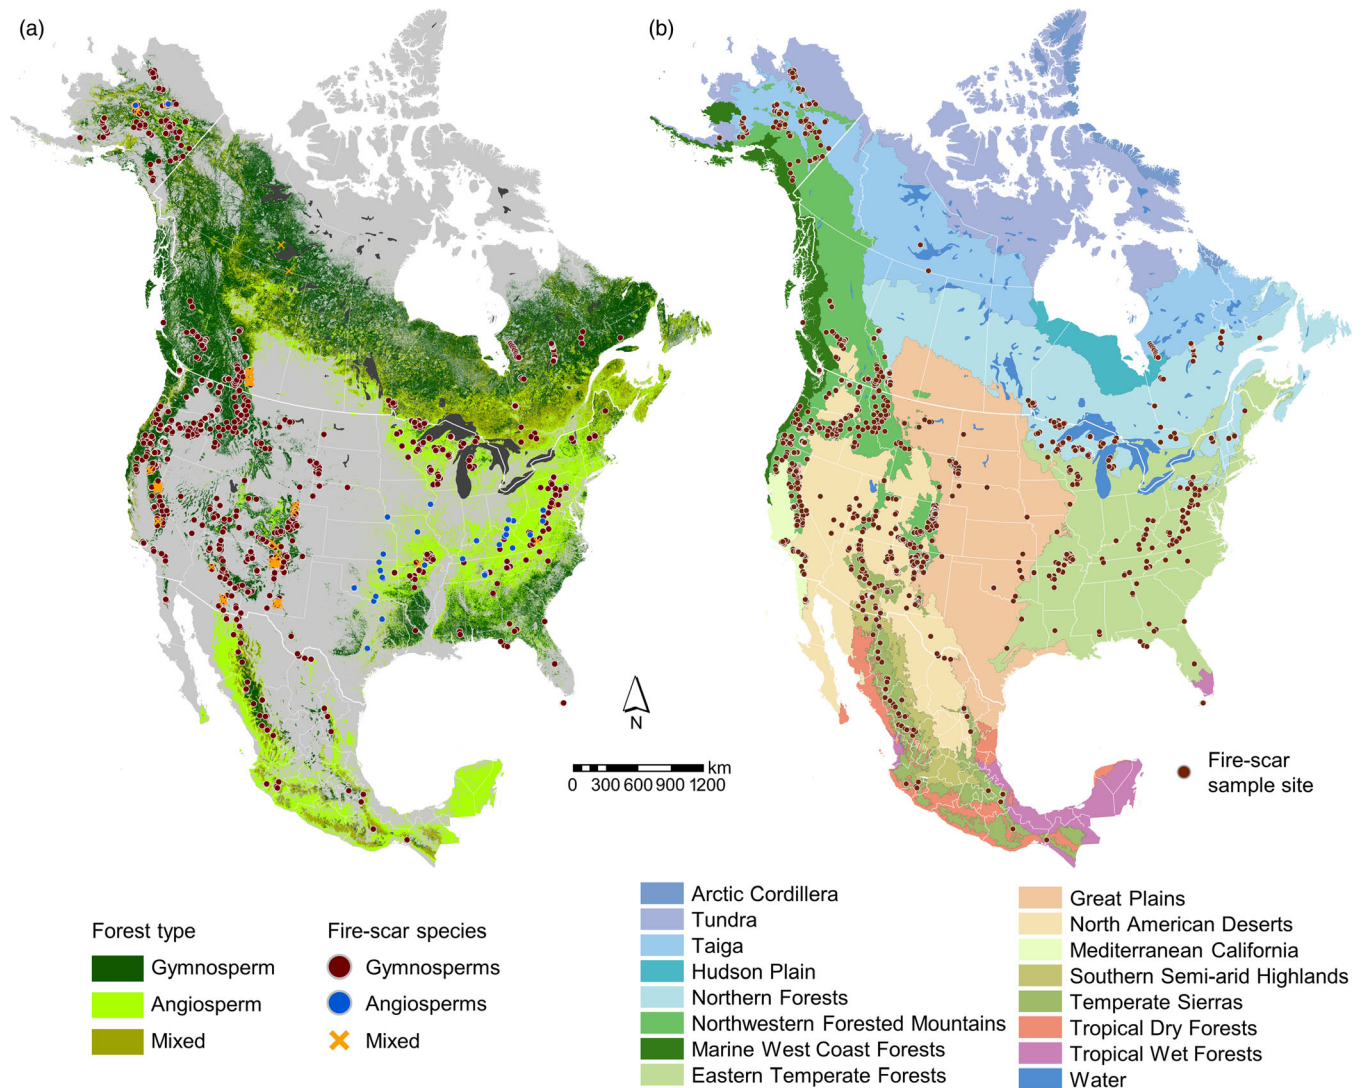 (a)
(b)
N
km
0 300 600 900 1200
Fire-scar
sample site
Forest type
Gymnosperm
Angiosperm
Mixed
Fire-scar species
Gymnosperms
Angiosperms
Mixed
Arctic Cordillera
Tundra
Taiga
Hudson Plain
Northern Forests
Northwestern Forested Mountains
Marine West Coast Forests
Eastern Temperate Forests
Great Plains
North American Deserts
Mediterranean California
Southern Semi-arid Highlands
Temperate Sierras
Tropical Dry Forests
Tropical Wet Forests
Water